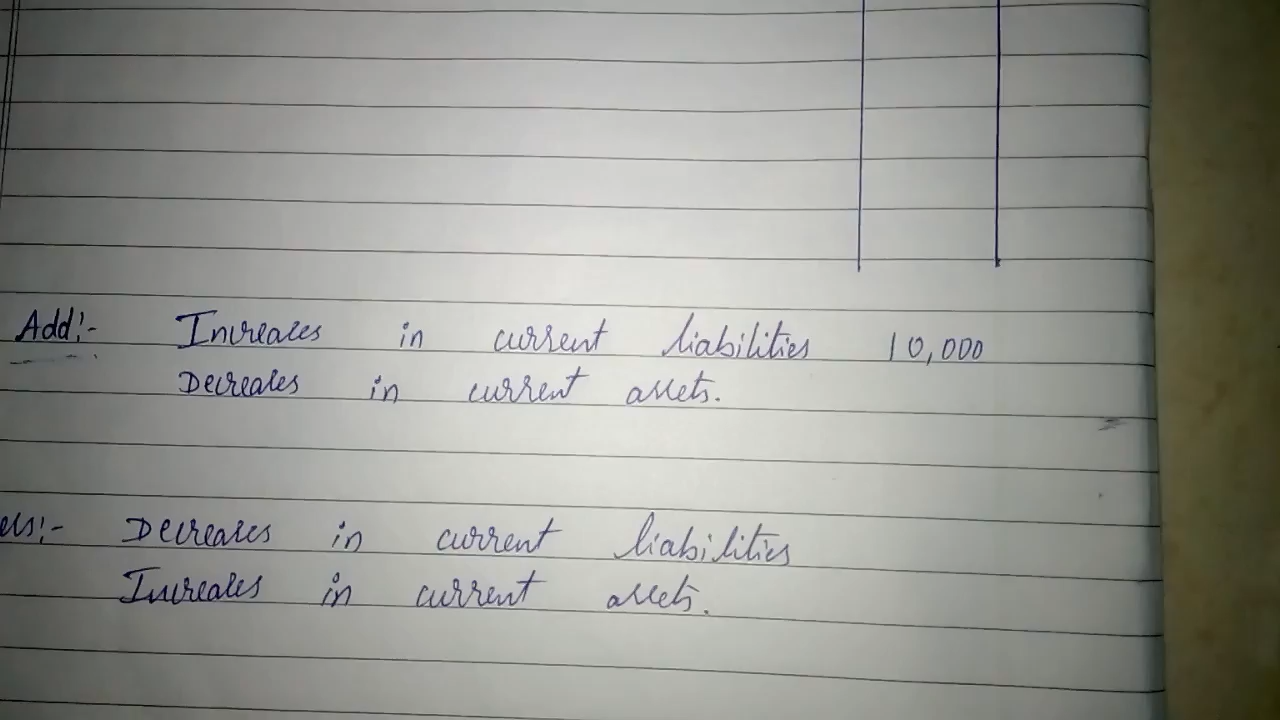 Add:- Increases in current liabilities 10,000
Decreases in current assets.
ess:- Decreases in current liabilities
Increases in current assets.